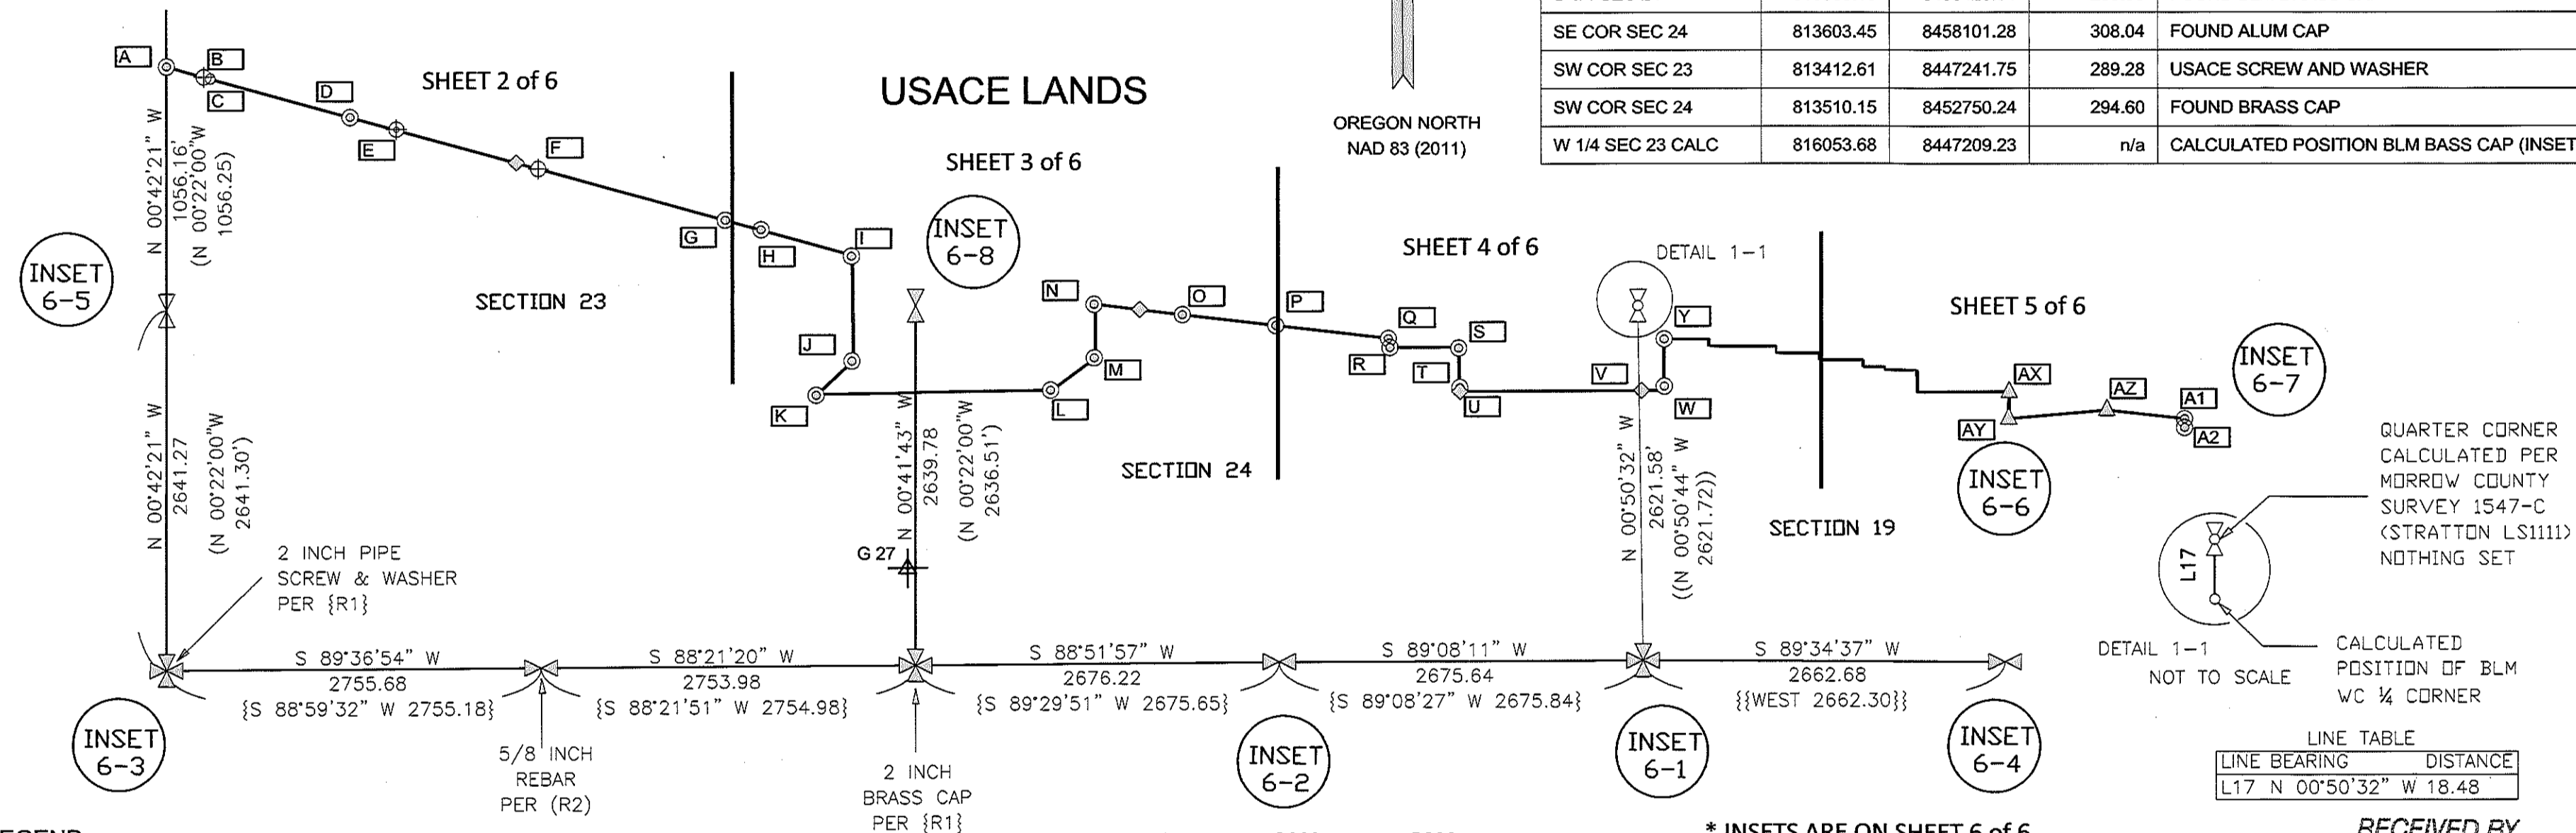 SE COR SEC 24 813603.45 8458101.28 308.04 FOUND ALUM CAP
SW COR SEC 23 813412.61 8447241.75 289.28 USACE SCREW AND WASHER
SW COR SEC 24 813510.15 8452750.24 294.60 FOUND BRASS CAP
W 1/4 SEC 23 CALC 816053.68 8447209.23 n/a CALCULATED POSITION BLM BASS CAP (INSET
OREGON NORTH
NAD 83 (2011)
USACE LANDS
SHEET 2 of 6
SHEET 3 of 6
SHEET 4 of 6
SHEET 5 of 6
A
B
C
D
E
F
G
H
I
J
K
L
M
N
O
P
Q
R
S
T
U
V
W
Y
AX
AY
AZ
A1
A2
N 00°42'21" W
1056.16'
(N 00°22'00"W
1056.25)
INSET
6-5
SECTION 23
INSET
6-8
DETAIL 1-1
INSET
6-7
N 00°42'21" W
2641.27
(N 00°22'00"W
2641.30')
N 00°41'43" W
2639.78
(N 00°22'00"W
2636.51')
SECTION 24
N 00°50'32" W
2621.58'
((N 00°50'44" W
2621.72))
SECTION 19
INSET
6-6
QUARTER CORNER
CALCULATED PER
MORROW COUNTY
SURVEY 1547-C
(STRATTON LS1111)
NOTHING SET
L17
DETAIL 1-1
NOT TO SCALE
CALCULATED
POSITION OF BLM
WC ¼ CORNER
2 INCH PIPE
SCREW & WASHER
PER {R1}
G 27
S 89°36'54" W
2755.68
{S 88°59'32" W 2755.18}
S 88°21'20" W
2753.98
{S 88°21'51" W 2754.98}
S 88°51'57" W
2676.22
{S 89°29'51" W 2675.65}
S 89°08'11" W
2675.64
{S 89°08'27" W 2675.84}
S 89°34'37" W
2662.68
{{WEST 2662.30}}
INSET
6-3
5/8 INCH
REBAR
PER (R2)
2 INCH
BRASS CAP
PER {R1}
INSET
6-2
INSET
6-1
INSET
6-4
LINE TABLE
LINE BEARING DISTANCE
L17 N 00°50'32" W 18.48
* INSETS ARE ON SHEET 6 of 6
RECEIVED BY